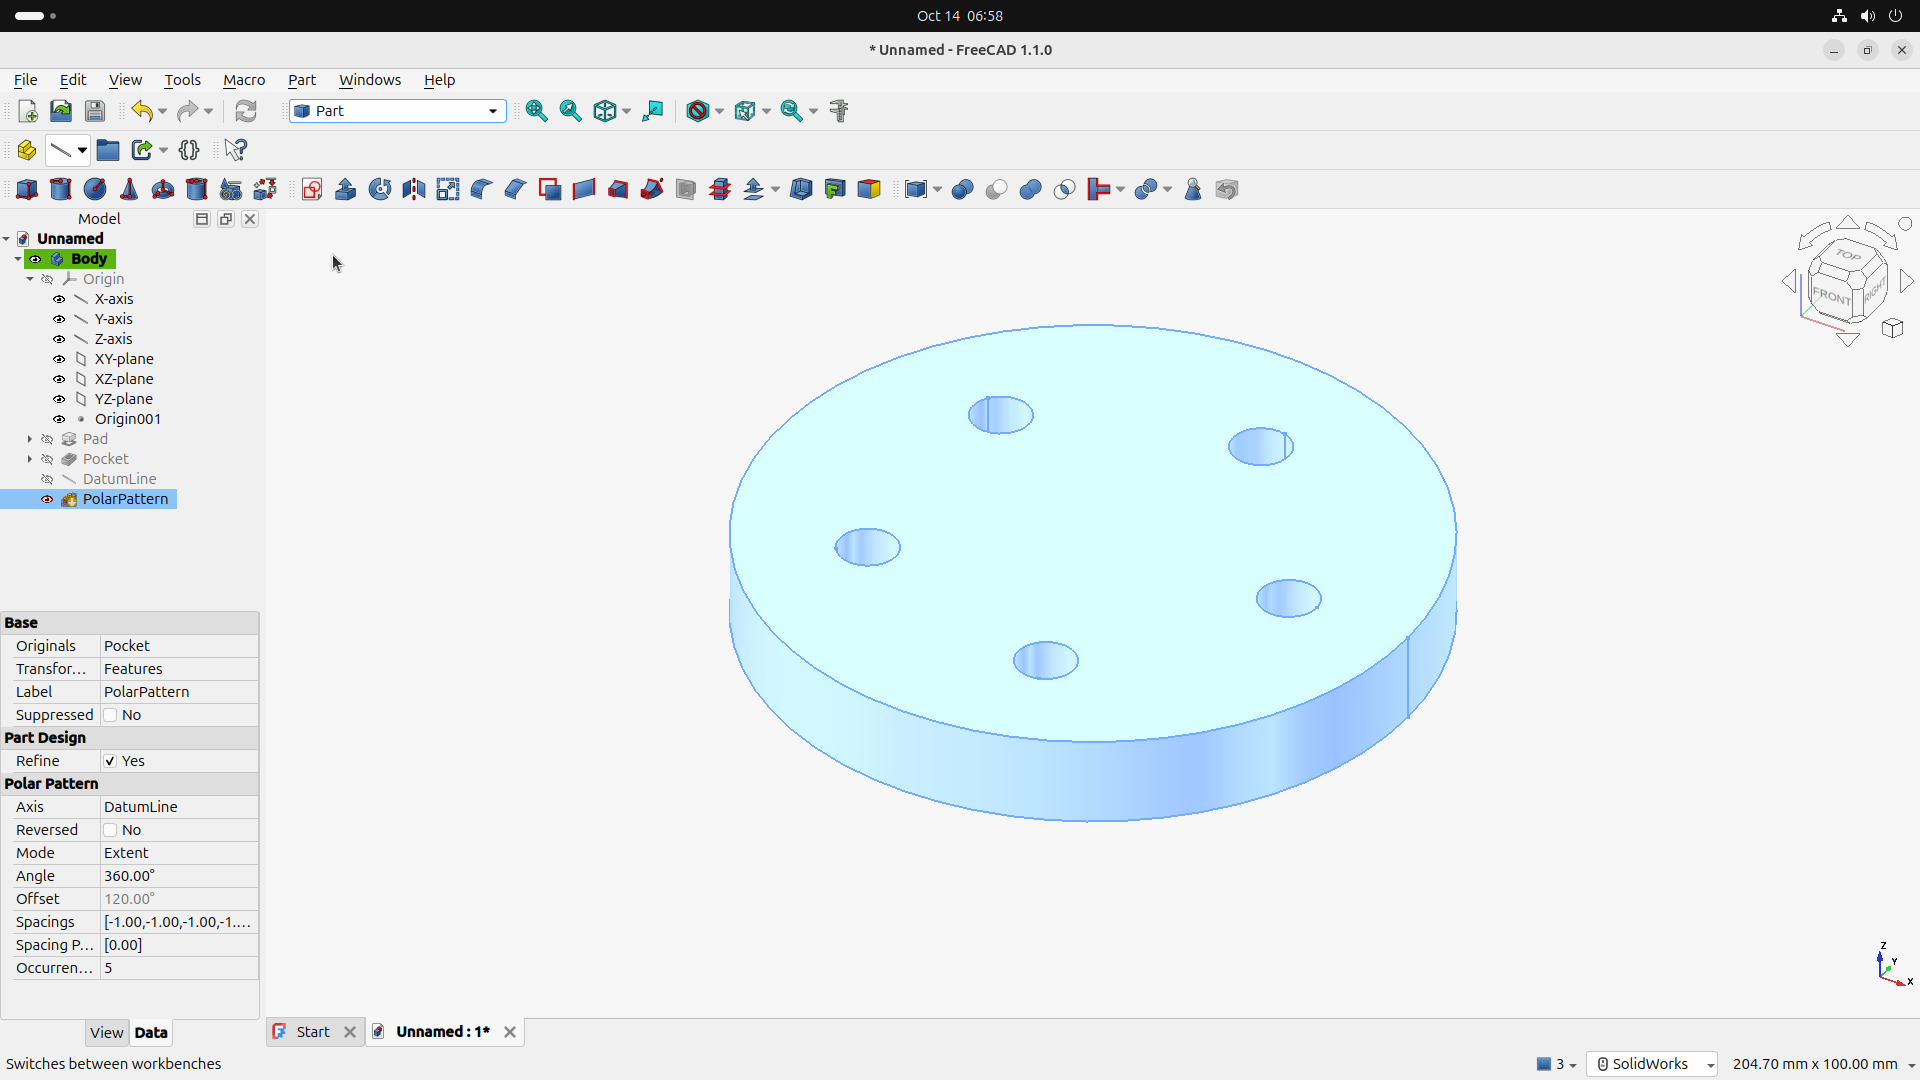 Oct 14 06:58
* Unnamed - FreeCAD 1.1.0
File Edit View Tools Macro Part Windows Help
Part
Model
Unnamed
Body
Origin
X-axis
Y-axis
Z-axis
XY-plane
XZ-plane
YZ-plane
Origin001
Pad
Pocket
DatumLine
PolarPattern
TOP
FRONT
RIGHT
Base
Originals Pocket
Transfor... Features
Label PolarPattern
Suppressed No
Part Design
Refine Yes
Polar Pattern
Axis DatumLine
Reversed No
Mode Extent
Angle 360.00°
Offset 120.00°
Spacings [-1.00,-1.00,-1.00,-1....
Spacing P... [0.00]
Occurren... 5
Z
Y
X
View Data
Start
Unnamed : 1*
Switches between workbenches
3
SolidWorks
204.70 mm x 100.00 mm